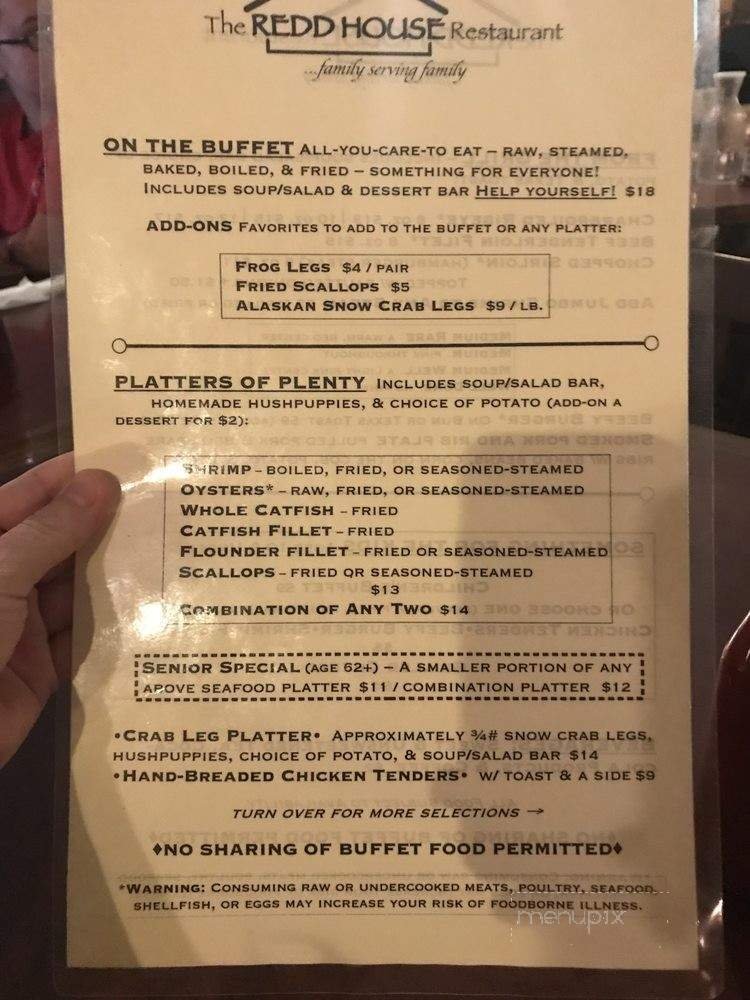 The REDD HOUSE Restaurant
...family serving family
ON THE BUFFET ALL-YOU-CARE-TO EAT – RAW, STEAMED,
BAKED, BOILED, & FRIED – SOMETHING FOR EVERYONE!
INCLUDES SOUP/SALAD & DESSERT BAR HELP YOURSELF! $18
ADD-ONS FAVORITES TO ADD TO THE BUFFET OR ANY PLATTER:
FROG LEGS $4 / PAIR
FRIED SCALLOPS $5
ALASKAN SNOW CRAB LEGS $9 / LB.
PLATTERS OF PLENTY INCLUDES SOUP/SALAD BAR,
HOMEMADE HUSHPUPPIES, & CHOICE OF POTATO (ADD-ON A
DESSERT FOR $2):
SHRIMP – BOILED, FRIED, OR SEASONED-STEAMED
OYSTERS* – RAW, FRIED, OR SEASONED-STEAMED
WHOLE CATFISH – FRIED
CATFISH FILLET – FRIED
FLOUNDER FILLET – FRIED OR SEASONED-STEAMED
SCALLOPS – FRIED OR SEASONED-STEAMED
$13
COMBINATION OF ANY TWO $14
SENIOR SPECIAL (AGE 62+) – A SMALLER PORTION OF ANY
ABOVE SEAFOOD PLATTER $11 / COMBINATION PLATTER $12
•CRAB LEG PLATTER• APPROXIMATELY ¾# SNOW CRAB LEGS,
HUSHPUPPIES, CHOICE OF POTATO, & SOUP/SALAD BAR $14
•HAND-BREADED CHICKEN TENDERS• W/ TOAST & A SIDE $9
TURN OVER FOR MORE SELECTIONS →
♦NO SHARING OF BUFFET FOOD PERMITTED♦
*WARNING: CONSUMING RAW OR UNDERCOOKED MEATS, POULTRY, SEAFOOD,
SHELLFISH, OR EGGS MAY INCREASE YOUR RISK OF FOODBORNE ILLNESS.
menupix